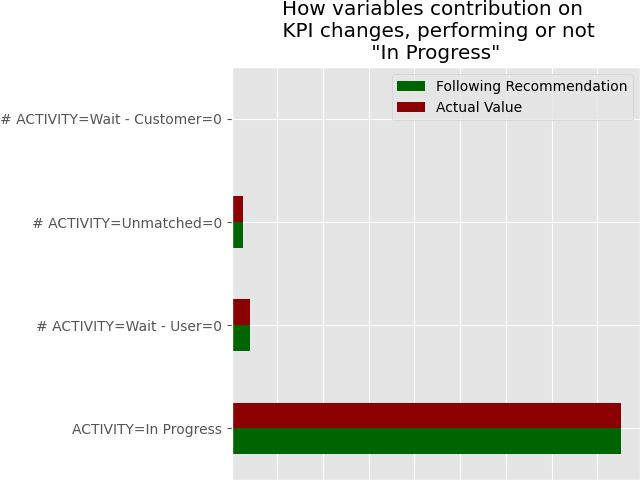 How variables contribution on
KPI changes, performing or not
"In Progress"
Following Recommendation
Actual Value
# ACTIVITY=Wait - Customer=0
# ACTIVITY=Unmatched=0
# ACTIVITY=Wait - User=0
ACTIVITY=In Progress